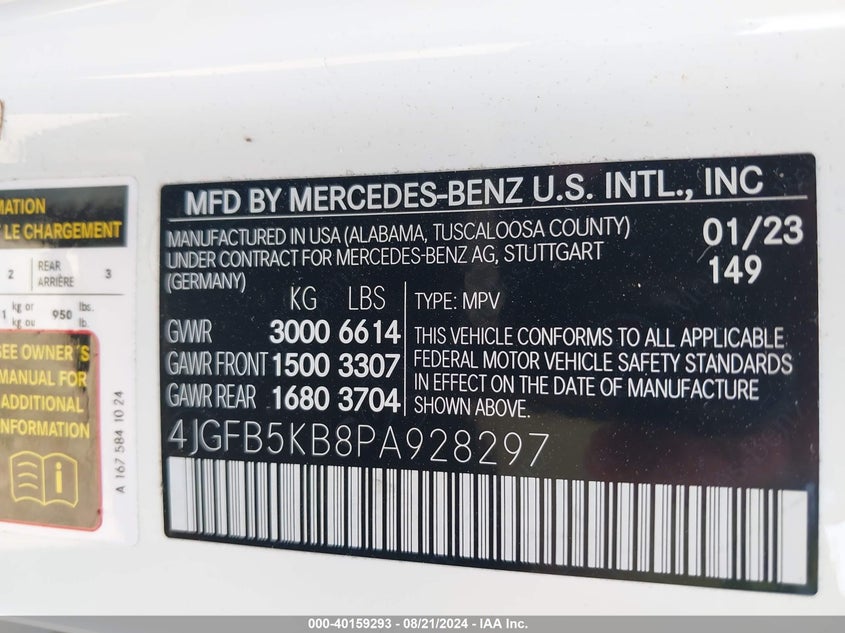 MATION
LE CHARGEMENT
2 REAR ARRIÈRE 3
kg or kg ou 950 lbs. lb.
SEE OWNER'S
MANUAL FOR
ADDITIONAL
INFORMATION
A 167 584 10 24
MFD BY MERCEDES-BENZ U.S. INTL., INC
MANUFACTURED IN USA (ALABAMA, TUSCALOOSA COUNTY)
UNDER CONTRACT FOR MERCEDES-BENZ AG, STUTTGART
(GERMANY)
01/23
149
KG LBS
GVWR 3000 6614
GAWR FRONT 1500 3307
GAWR REAR 1680 3704
TYPE: MPV
THIS VEHICLE CONFORMS TO ALL APPLICABLE
FEDERAL MOTOR VEHICLE SAFETY STANDARDS
IN EFFECT ON THE DATE OF MANUFACTURE
SHOWN ABOVE.
4JGFB5KB8PA928297
000-40159293 - 08/21/2024 - IAA Inc.